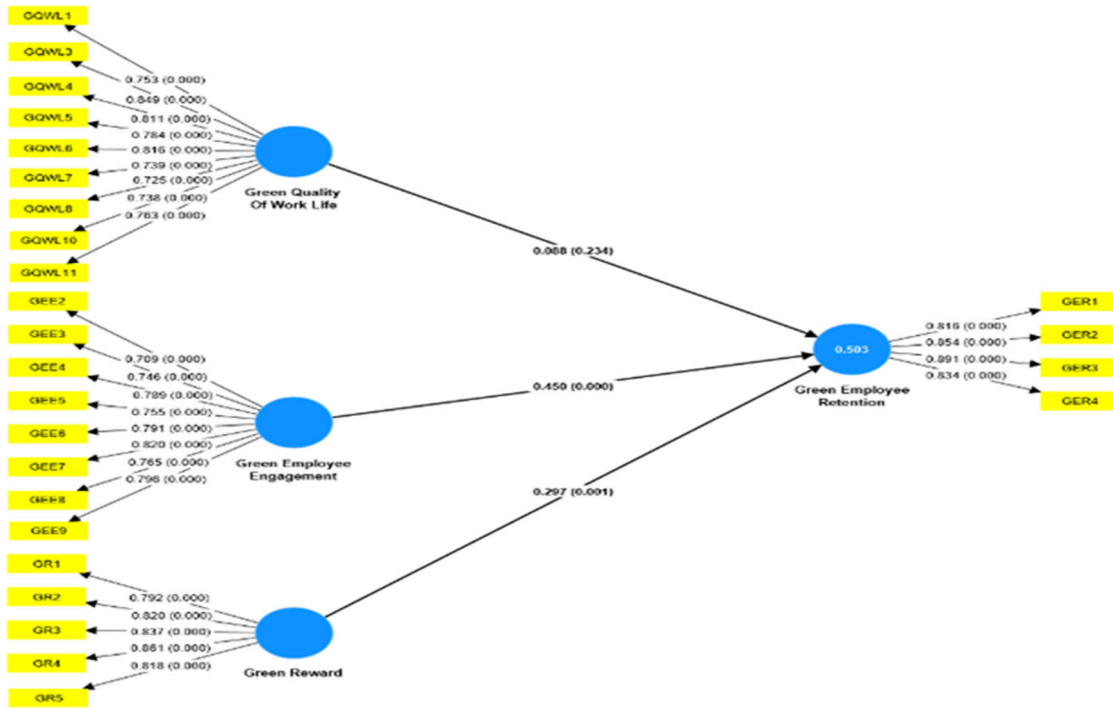 GQWL1
GQWL3
GQWL4
GQWL5
GQWL6
GQWL7
GQWL8
GQWL10
GQWL11
0.753 (0.000)
0.849 (0.000)
0.811 (0.000)
0.784 (0.000)
0.816 (0.000)
0.739 (0.000)
0.725 (0.000)
0.738 (0.000)
0.763 (0.000)
Green Quality
Of Work Life
GEE2
GEE3
GEE4
GEE5
GEE6
GEE7
GEE8
GEE9
0.709 (0.000)
0.746 (0.000)
0.789 (0.000)
0.755 (0.000)
0.791 (0.000)
0.820 (0.000)
0.765 (0.000)
0.796 (0.000)
Green Employee
Engagement
GR1
GR2
GR3
GR4
GR5
0.792 (0.000)
0.820 (0.000)
0.837 (0.000)
0.861 (0.000)
0.818 (0.000)
Green Reward
0.088 (0.234)
0.450 (0.000)
0.297 (0.001)
0.503
Green Employee
Retention
0.816 (0.000)
0.854 (0.000)
0.891 (0.000)
0.834 (0.000)
GER1
GER2
GER3
GER4